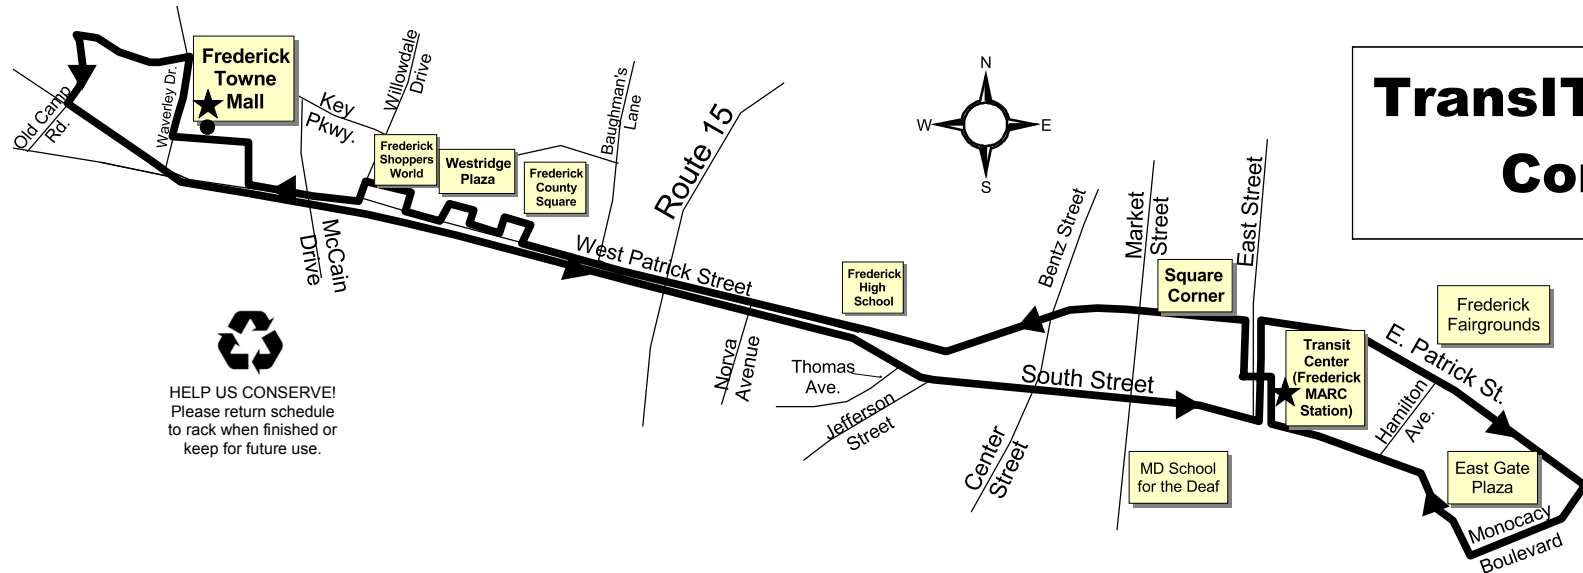 TransIT
Co
N
W
E
S
Frederick
Towne
Mall
Old Camp
Rd.
Waverley Dr.
Key
Pkwy.
Willowdale
Drive
Frederick
Shoppers
World
Westridge
Plaza
Frederick
County
Square
Baughman's
Lane
Route 15
McCain
Drive
West Patrick Street
Frederick
High
School
Bentz Street
Market
Street
East Street
Square
Corner
Frederick
Fairgrounds
E. Patrick St.
Transit
Center
(Frederick
MARC
Station)
Hamilton
Ave.
Norva
Avenue
Thomas
Ave.
Jefferson
Street
South Street
Center
Street
MD School
for the Deaf
East Gate
Plaza
Monocacy
Boulevard
HELP US CONSERVE!
Please return schedule
to rack when finished or
keep for future use.